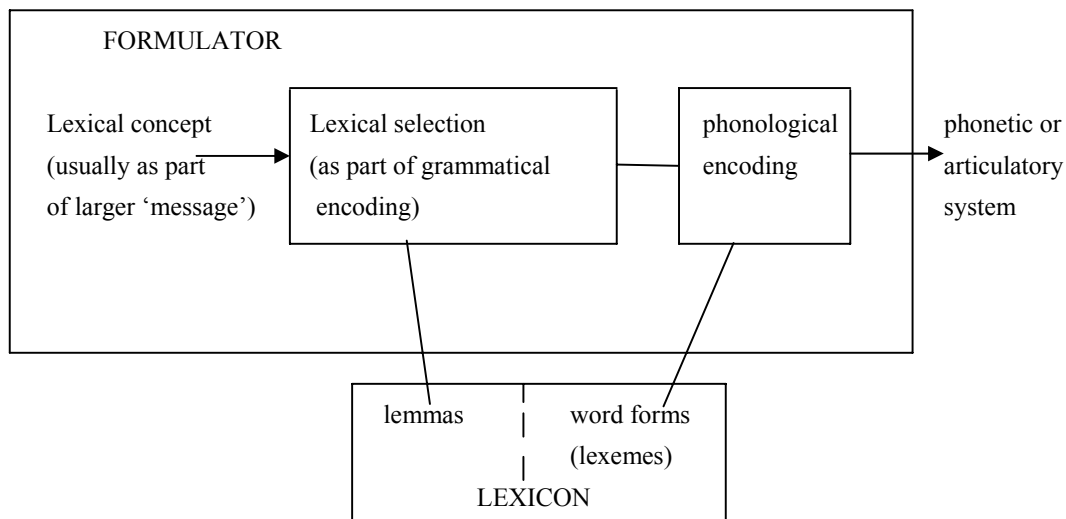 FORMULATOR
Lexical concept
(usually as part
of larger ‘message’)
Lexical selection
(as part of grammatical
encoding)
phonological
encoding
phonetic or
articulatory
system
lemmas
word forms
(lexemes)
LEXICON